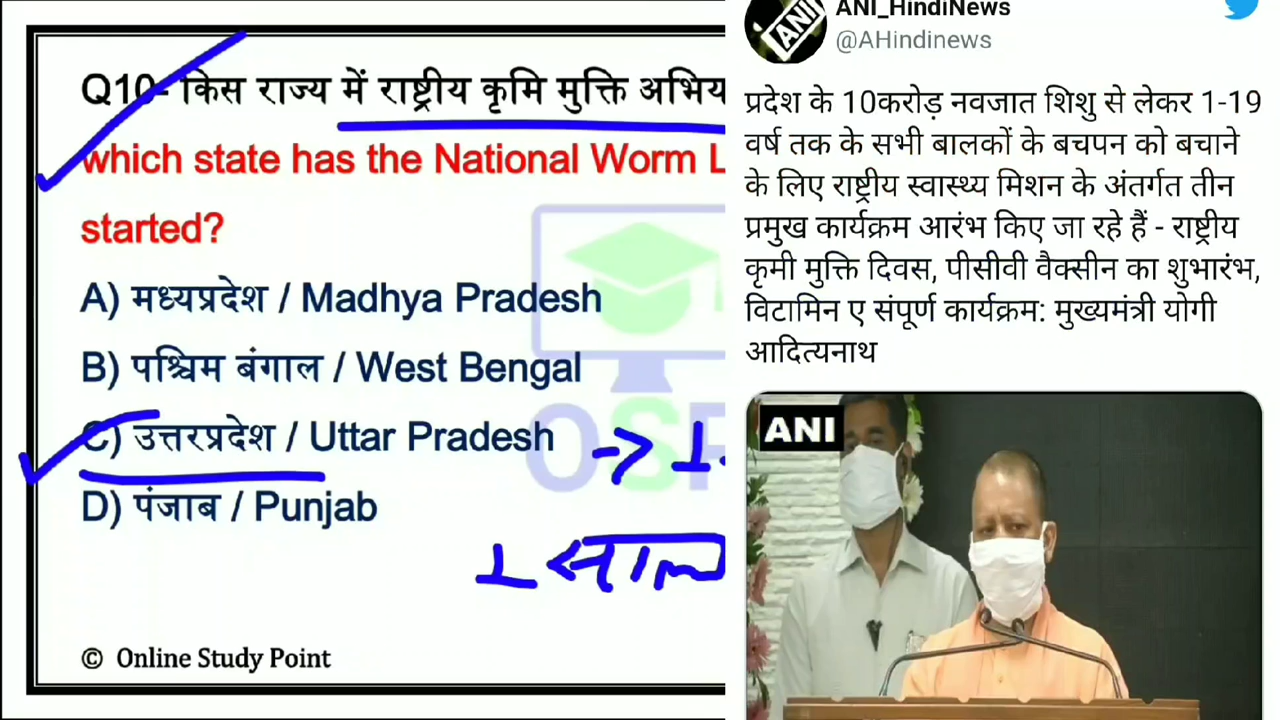 Q10- किस राज्य में राष्ट्रीय कृमि मुक्ति
which state has the National Worm
started?
A) मध्यप्रदेश / Madhya Pradesh
B) पश्चिम बंगाल / West Bengal
C) उत्तरप्रदेश / Uttar Pradesh
D) पंजाब / Punjab
1 साल
© Online Study Point
ANI_HindiNews
@AHindinews
प्रदेश के 10करोड़ नवजात शिशु से लेकर 1-19
वर्ष तक के सभी बालकों के बचपन को बचाने
के लिए राष्ट्रीय स्वास्थ्य मिशन के अंतर्गत तीन
प्रमुख कार्यक्रम आरंभ किए जा रहे हैं - राष्ट्रीय
कृमी मुक्ति दिवस, पीसीवी वैक्सीन का शुभारंभ,
विटामिन ए संपूर्ण कार्यक्रम: मुख्यमंत्री योगी
आदित्यनाथ
ANI